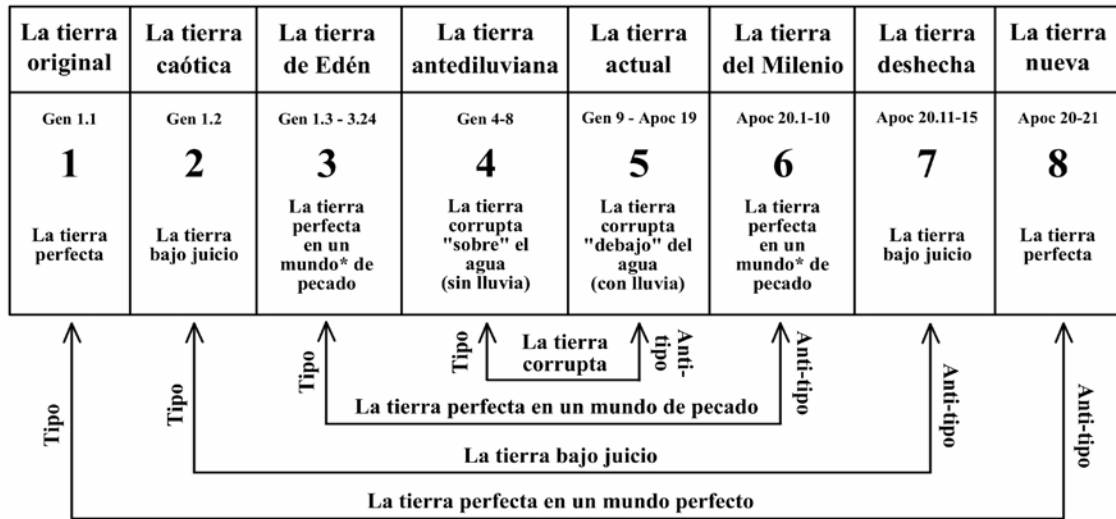 La tierra
original
La tierra
caótica
La tierra
de Edén
La tierra
antediluviana
La tierra
actual
La tierra
del Milenio
La tierra
deshecha
La tierra
nueva
Gen 1.1
1
La tierra
perfecta
Gen 1.2
2
La tierra
bajo juicio
Gen 1.3 - 3.24
3
La tierra
perfecta
en un
mundo* de
pecado
Gen 4-8
4
La tierra
corrupta
"sobre" el
agua
(sin lluvia)
Gen 9 - Apoc 19
5
La tierra
corrupta
"debajo" del
agua
(con lluvia)
Apoc 20.1-10
6
La tierra
perfecta
en un
mundo* de
pecado
Apoc 20.11-15
7
La tierra
bajo juicio
Apoc 20-21
8
La tierra
perfecta
Tipo
La tierra
corrupta
Anti-
tipo
Tipo
La tierra perfecta en un mundo de pecado
Anti-tipo
Tipo
La tierra bajo juicio
Anti-tipo
Tipo
La tierra perfecta en un mundo perfecto
Anti-tipo